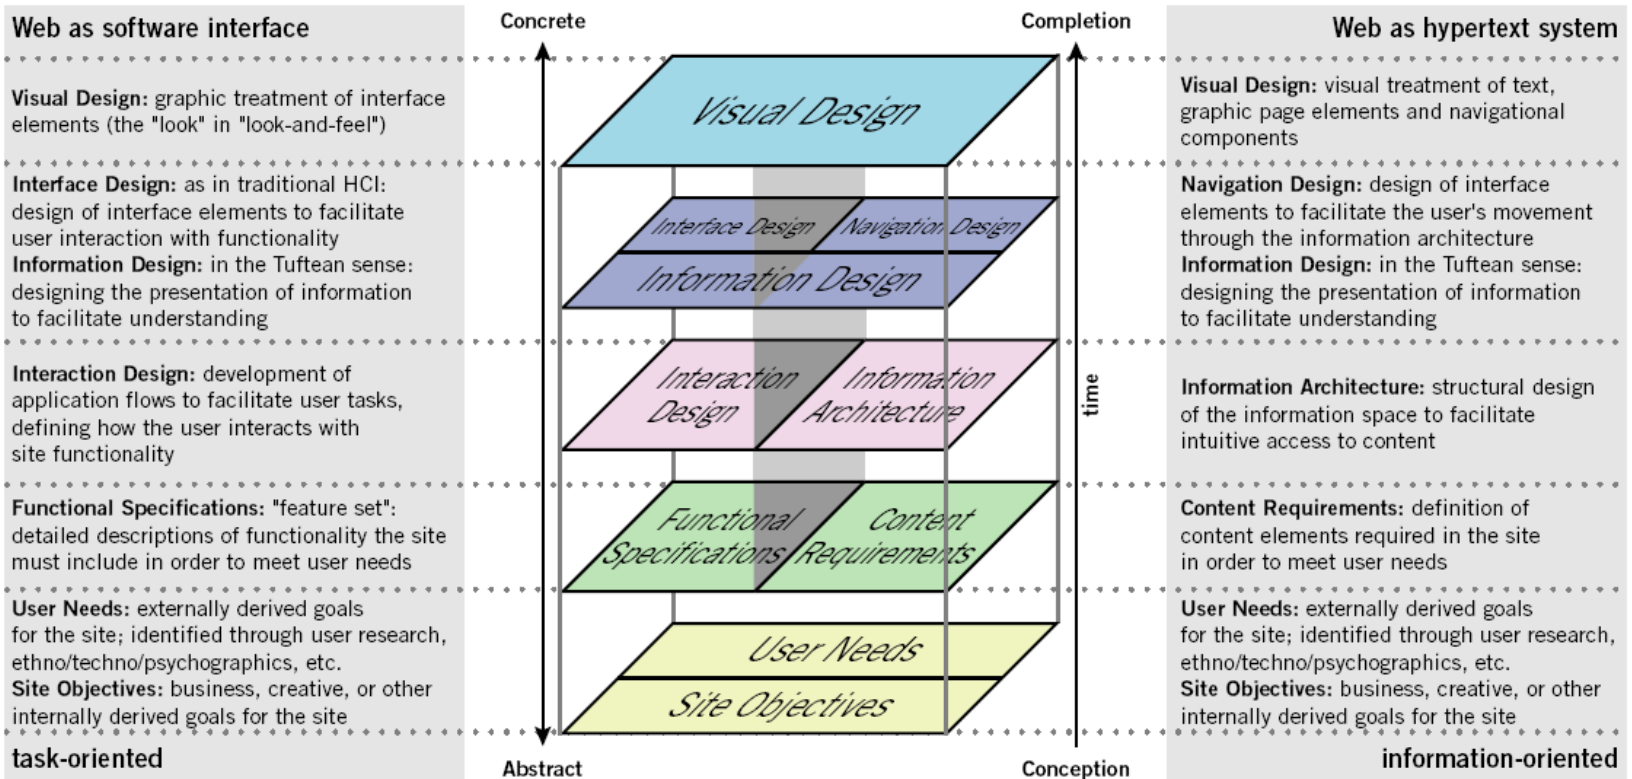 Web as software interface
Visual Design: graphic treatment of interface
elements (the "look" in "look-and-feel")
Interface Design: as in traditional HCI:
design of interface elements to facilitate
user interaction with functionality
Information Design: in the Tuftean sense:
designing the presentation of information
to facilitate understanding
Interaction Design: development of
application flows to facilitate user tasks,
defining how the user interacts with
site functionality
Functional Specifications: "feature set":
detailed descriptions of functionality the site
must include in order to meet user needs
User Needs: externally derived goals
for the site; identified through user research,
ethno/techno/psychographics, etc.
Site Objectives: business, creative, or other
internally derived goals for the site
task-oriented
Concrete
Completion
Visual Design
Interface Design
Navigation Design
Information Design
Interaction
Design
Information
Architecture
time
Functional
Specifications
Content
Requirements
User Needs
Site Objectives
Abstract
Conception
Web as hypertext system
Visual Design: visual treatment of text,
graphic page elements and navigational
components
Navigation Design: design of interface
elements to facilitate the user's movement
through the information architecture
Information Design: in the Tuftean sense:
designing the presentation of information
to facilitate understanding
Information Architecture: structural design
of the information space to facilitate
intuitive access to content
Content Requirements: definition of
content elements required in the site
in order to meet user needs
User Needs: externally derived goals
for the site; identified through user research,
ethno/techno/psychographics, etc.
Site Objectives: business, creative, or other
internally derived goals for the site
information-oriented